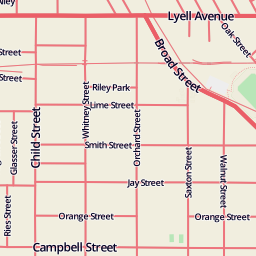 Lyell Avenue
Oak Street
Street
Broad Street
Street
Riley Park
Lime Street
Whitney Street
Orchard Street
Child Street
Glasser Street
Smith Street
Saxton Street
Walnut Street
Jay Street
Ries Street
Orange Street
Orange Street
Campbell Street